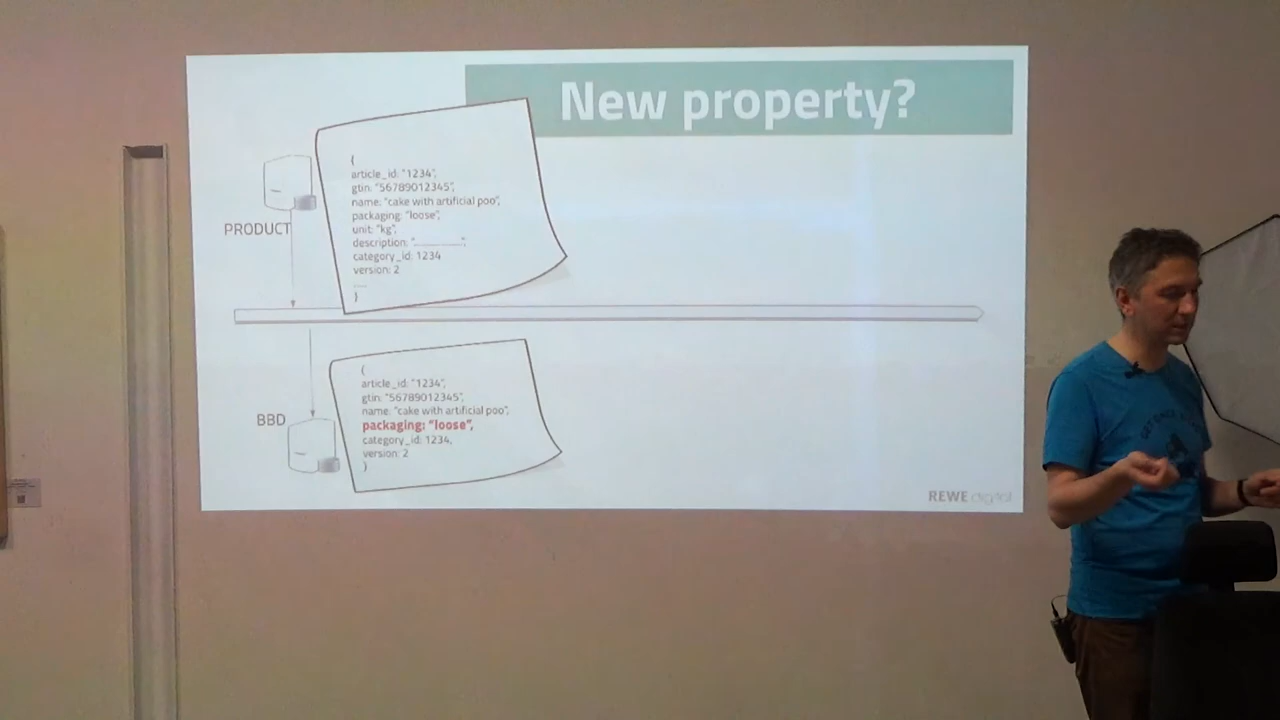 New property?
{
article_id: "1234",
gtin: "56789012345",
name: "cake with artificial poo",
packaging: "loose",
unit: "kg",
description: "..................",
category_id: 1234
version: 2
.....
}
PRODUCT
{
article_id: "1234",
gtin: "56789012345",
name: "cake with artificial poo",
packaging: "loose",
category_id: 1234,
version: 2
}
BBD
REWE digital